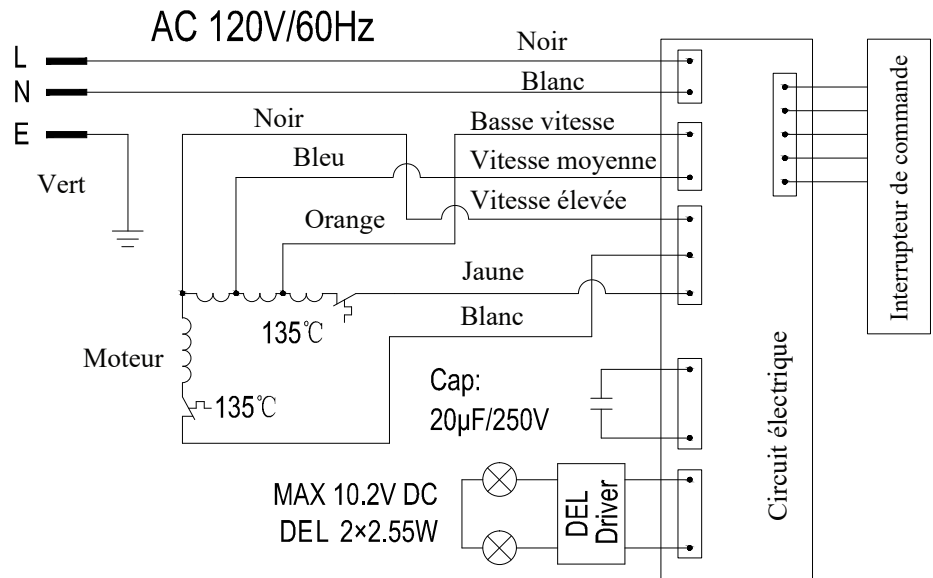 AC 120V/60Hz
L
Noir
N
Blanc
E
Noir
Basse vitesse
Vert
Bleu
Vitesse moyenne
Orange
Vitesse élevée
Jaune
135℃
Blanc
Moteur
135℃
Cap:
20µF/250V
MAX 10.2V DC
DEL 2×2.55W
DEL
Driver
Circuit électrique
Interrupteur de commande